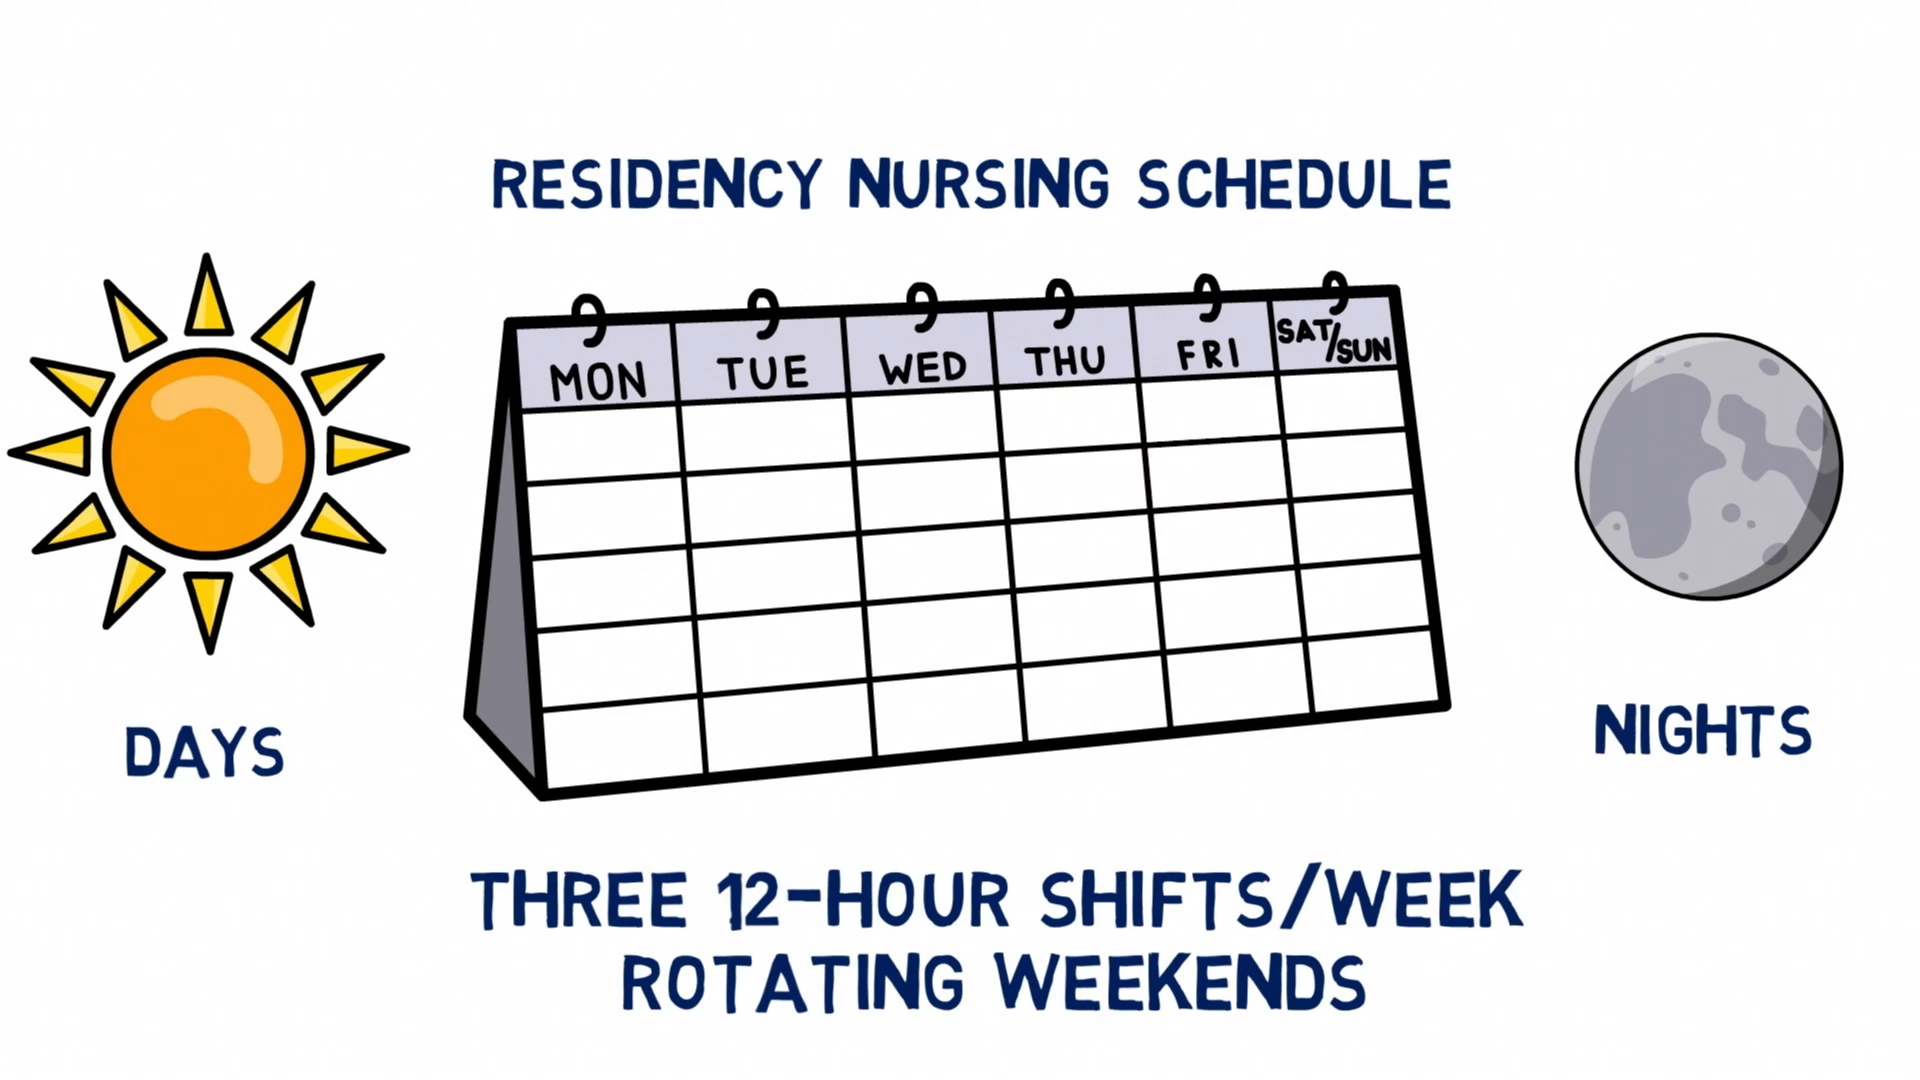 RESIDENCY NURSING SCHEDULE
MON TUE WED THU FRI SAT/SUN
DAYS
NIGHTS
THREE 12-HOUR SHIFTS/WEEK
ROTATING WEEKENDS